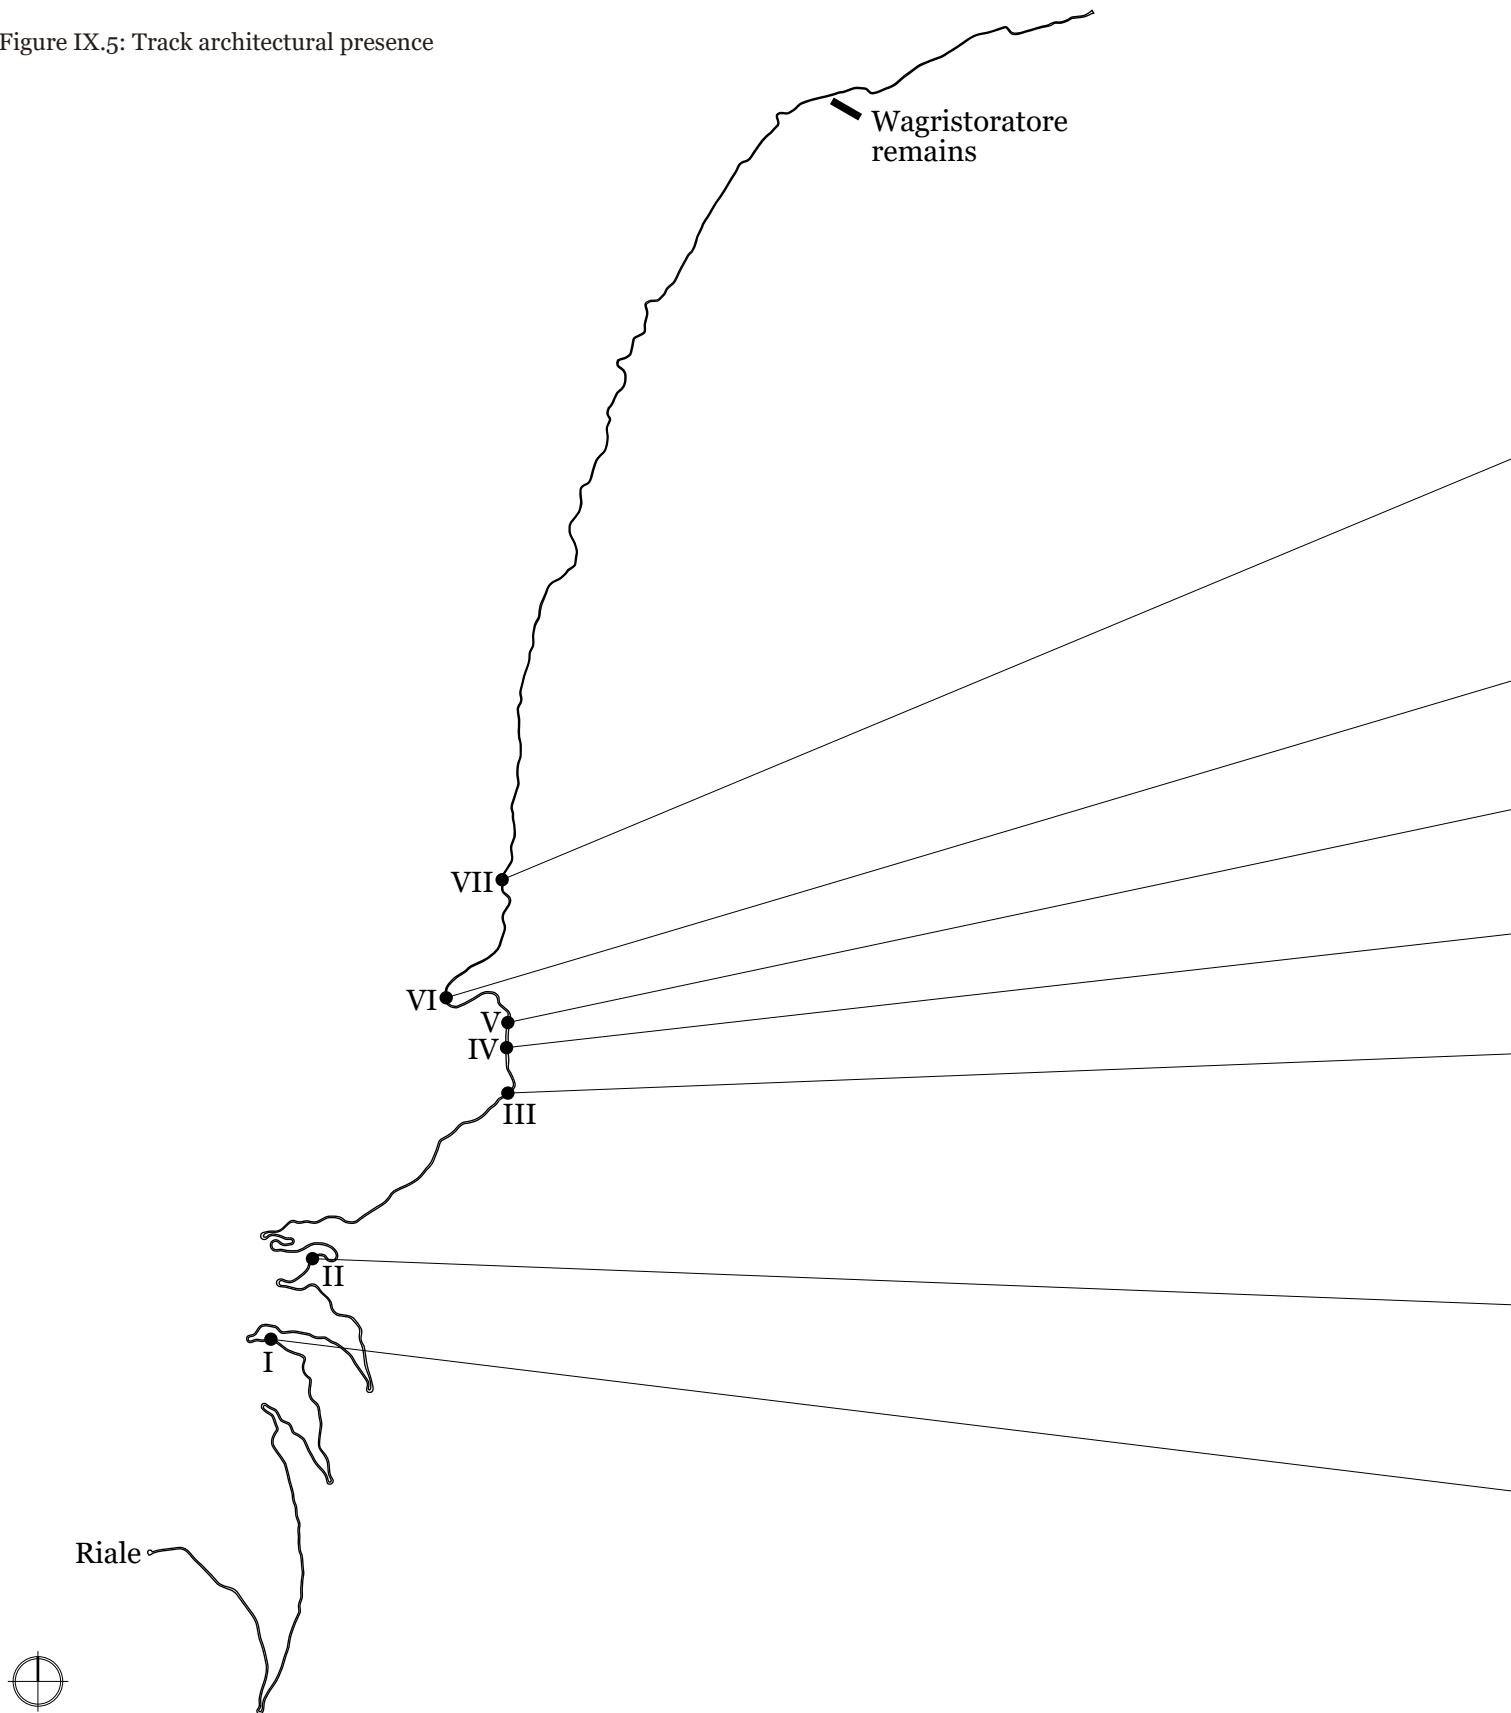 Figure IX.5: Track architectural presence
Wagristoratore
remains
VII
VI
V
IV
III
II
I
Riale